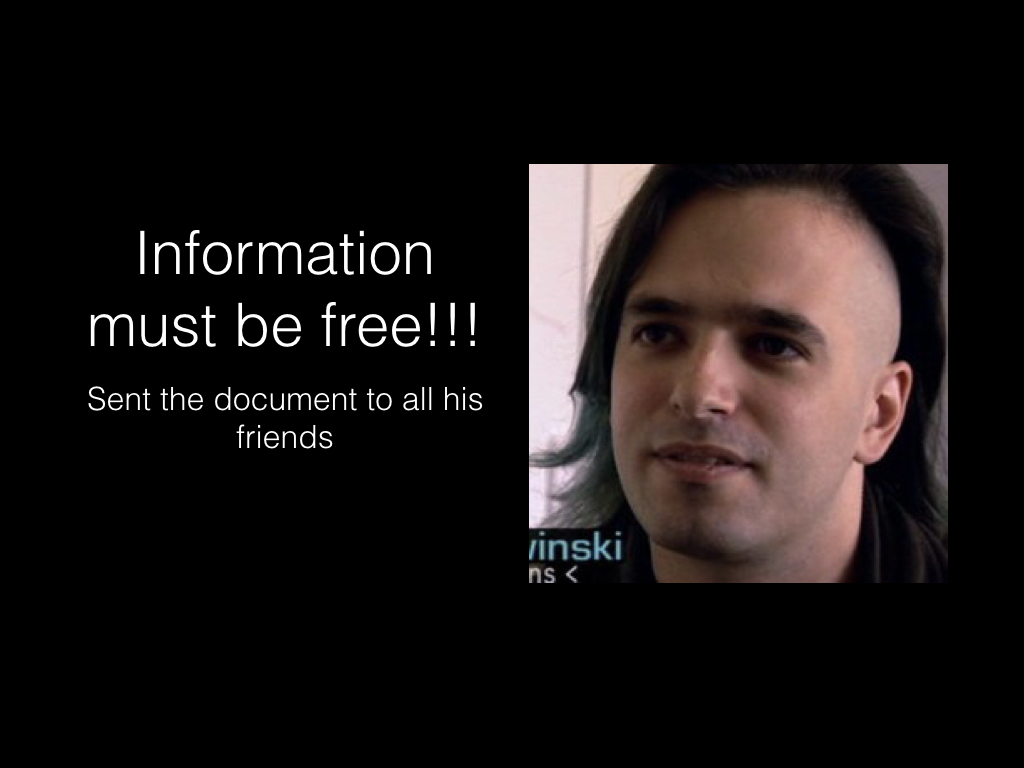 Information
must be free!!!
Sent the document to all his
friends
vinski
ns <